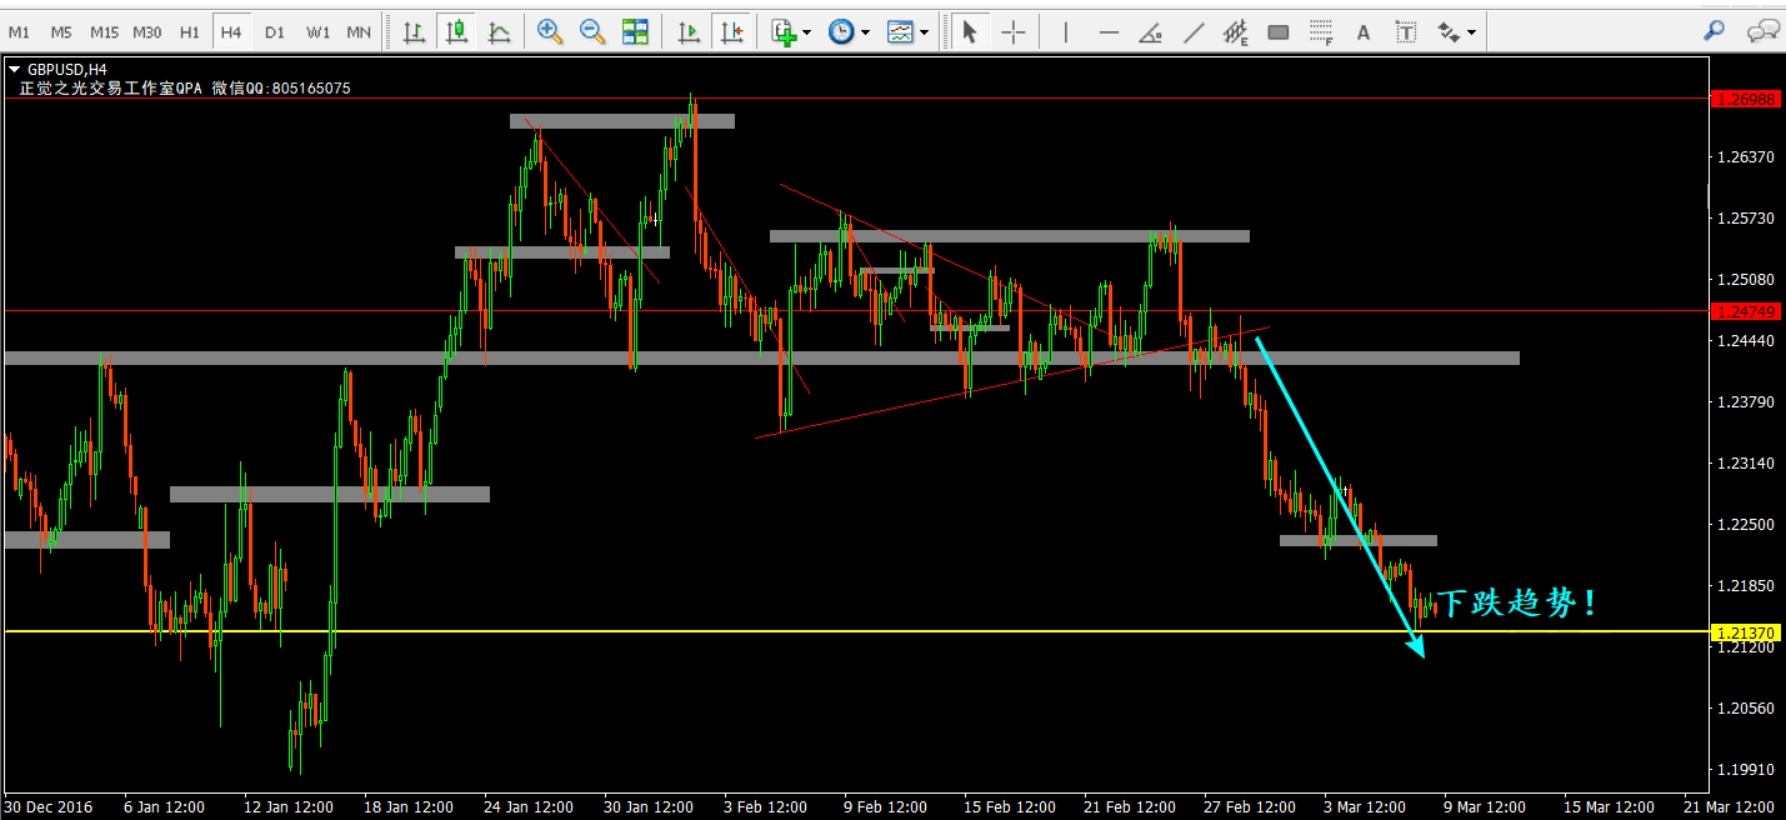 M1 M5 M15 M30 H1 H4 D1 W1 MN
E F A T
GBPUSD,H4
正觉之光交易工作室QPA 微信QQ:805165075
1.26988
1.26370
1.25730
1.25080
1.24749
1.24440
1.23790
1.23140
1.22500
1.21850
下跌趋势!
1.21370
1.21200
1.20560
1.19910
30 Dec 2016 6 Jan 12:00 12 Jan 12:00 18 Jan 12:00 24 Jan 12:00 30 Jan 12:00 3 Feb 12:00 9 Feb 12:00 15 Feb 12:00 21 Feb 12:00 27 Feb 12:00 3 Mar 12:00 9 Mar 12:00 15 Mar 12:00 21 Mar 12:00